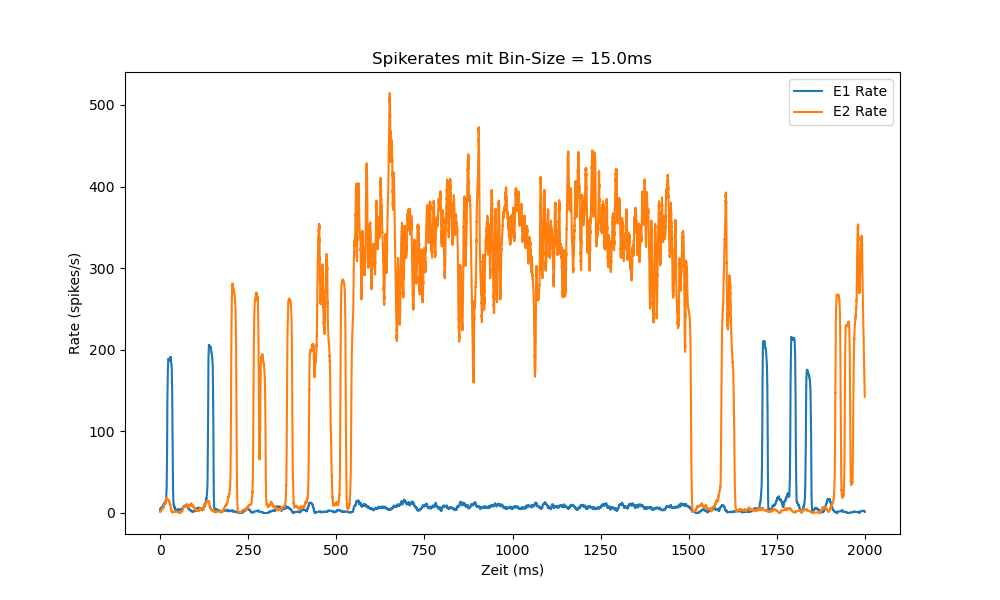 Spikerates mit Bin-Size = 15.0ms
E1 Rate
E2 Rate
500
400
300
200
100
0
Rate (spikes/s)
0 250 500 750 1000 1250 1500 1750 2000
Zeit (ms)